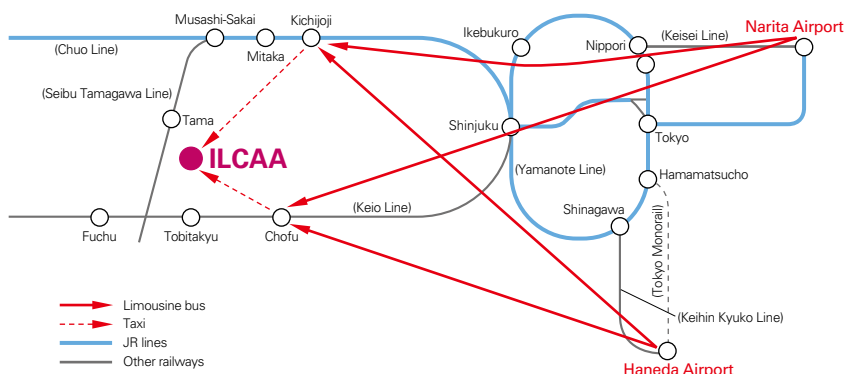 Musashi-Sakai
Kichijoji
Ikebukuro
Nippori
(Keisei Line)
Narita Airport
(Chuo Line)
Mitaka
(Seibu Tamagawa Line)
Tama
Shinjuku
Tokyo
ILCAA
(Yamanote Line)
Hamamatsucho
(Keio Line)
Shinagawa
Fuchu
Tobitakyu
Chofu
(Tokyo Monorail)
(Keihin Kyuko Line)
Haneda Airport
Limousine bus
Taxi
JR lines
Other railways